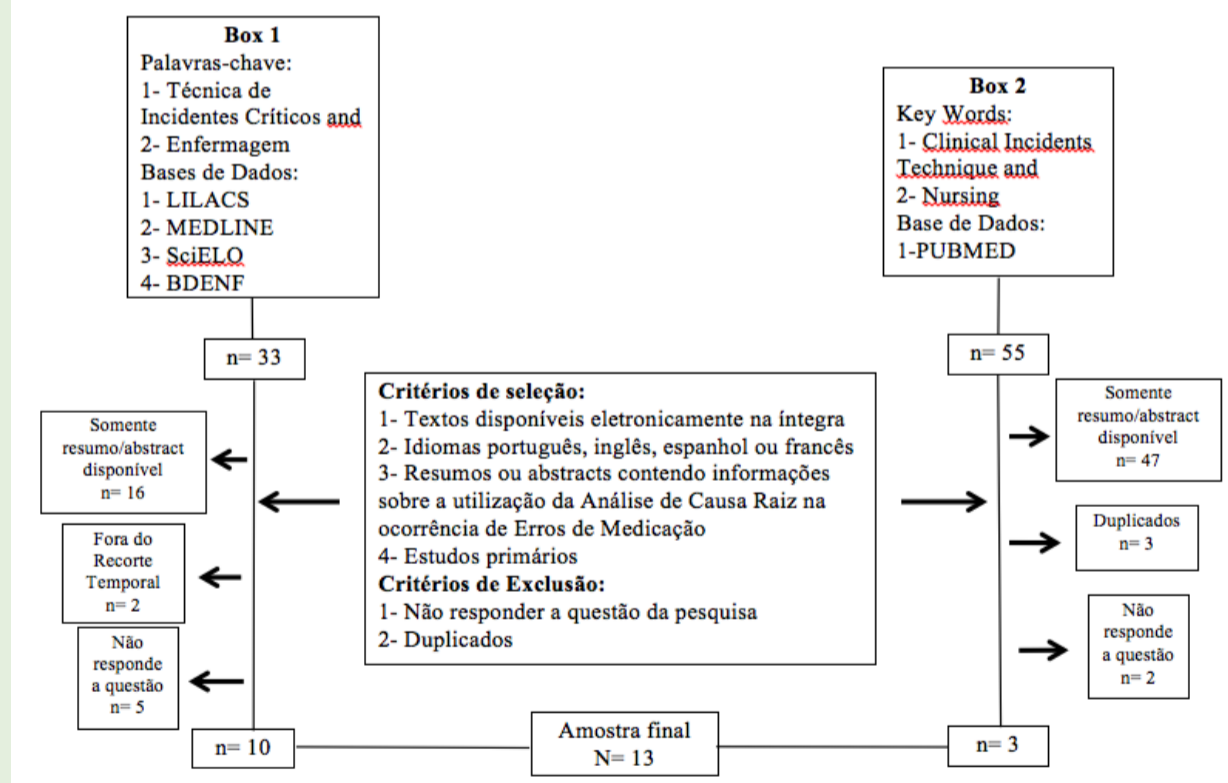 Box 1
Palavras-chave:
1- Técnica de
Incidentes Críticos and
2- Enfermagem
Bases de Dados:
1- LILACS
2- MEDLINE
3- SciELO
4- BDENF
n= 33
Box 2
Key Words:
1- Clinical Incidents
Technique and
2- Nursing
Base de Dados:
1-PUBMED
n= 55
Somente
resumo/abstract
disponível
n= 16
Fora do
Recorte
Temporal
n= 2
Não
responde
a questão
n= 5
Critérios de seleção:
1- Textos disponíveis eletronicamente na íntegra
2- Idiomas português, inglês, espanhol ou francês
3- Resumos ou abstracts contendo informações
sobre a utilização da Análise de Causa Raiz na
ocorrência de Erros de Medicação
4- Estudos primários
Critérios de Exclusão:
1- Não responder a questão da pesquisa
2- Duplicados
Somente
resumo/abstract
disponível
n= 47
Duplicados
n= 3
Não
responde
a questão
n= 2
n= 10
Amostra final
N= 13
n= 3